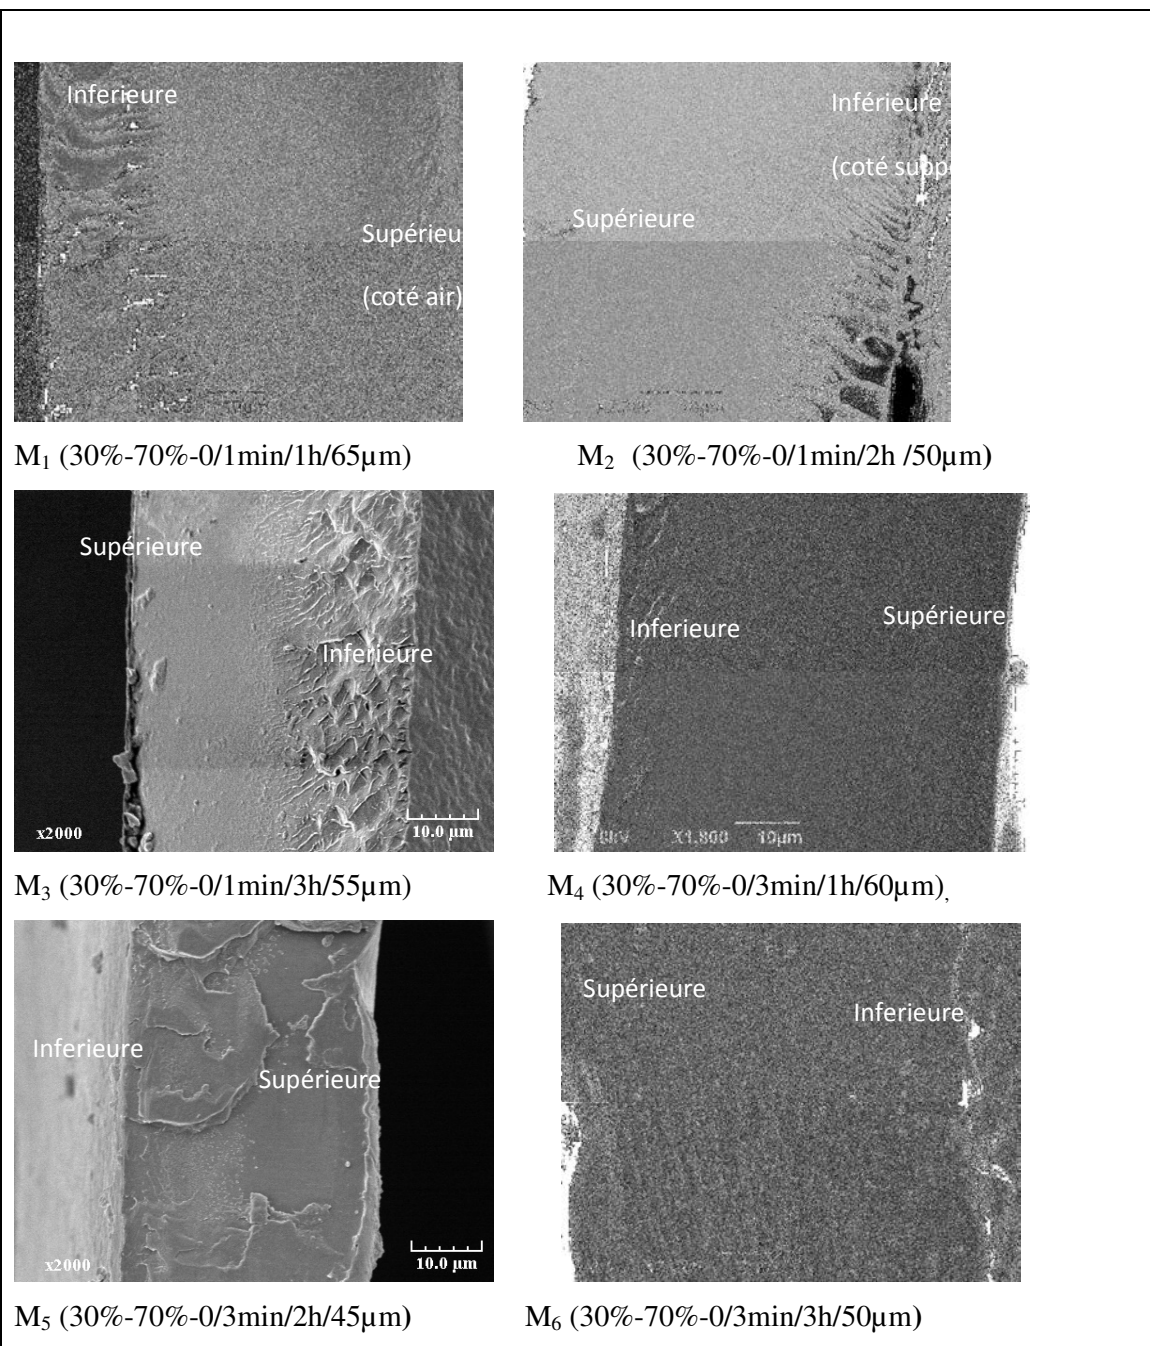 Inferieure
Supérieu
(coté air)
Inférieure
(coté supp
Supérieure
M₁ (30%-70%-0/1min/1h/65µm)
M₂ (30%-70%-0/1min/2h /50µm)
Supérieure
Inferieure
x2000
10.0 µm
Inferieure
Supérieure
X1,800 10µm
M₃ (30%-70%-0/1min/3h/55µm)
M₄ (30%-70%-0/3min/1h/60µm),
Inferieure
Supérieure
x2000
10.0 µm
Supérieure
Inferieure
M₅ (30%-70%-0/3min/2h/45µm)
M₆ (30%-70%-0/3min/3h/50µm)